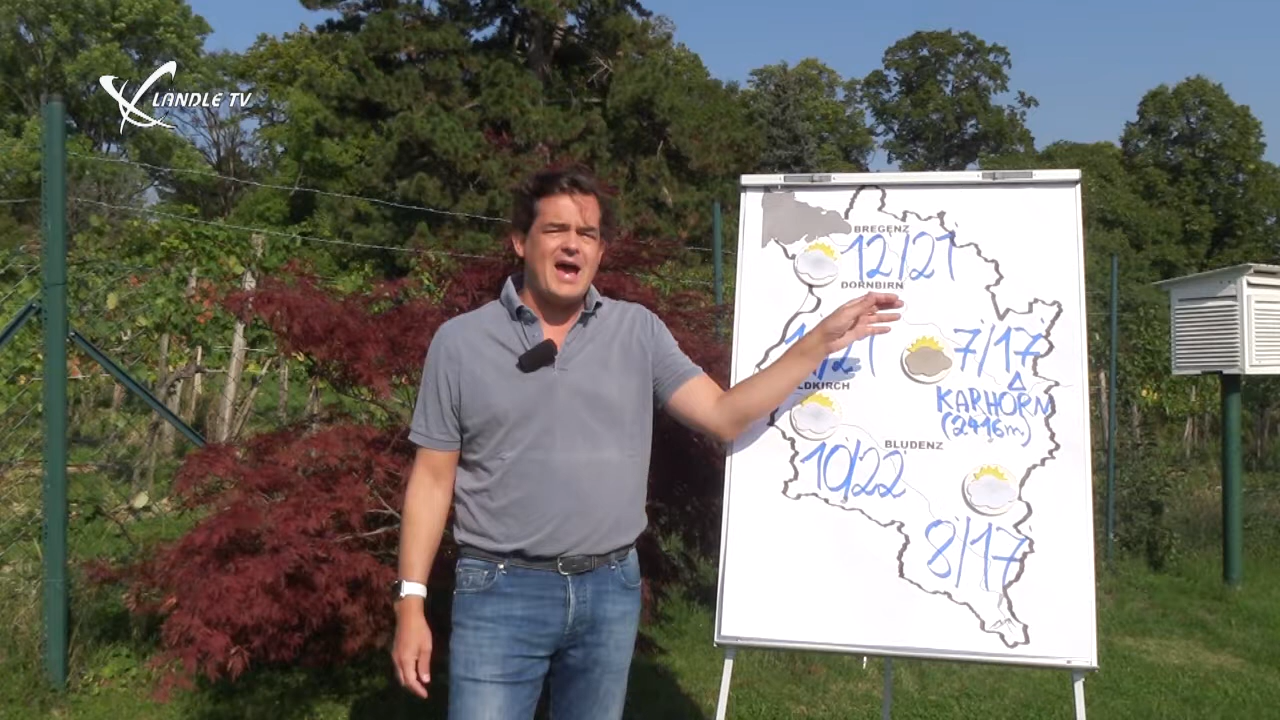 LANDLE TV
BREGENZ
12/21
DORNBIRN
7/17
KARHORN
(2416m)
BLUDENZ
10/22
8/17